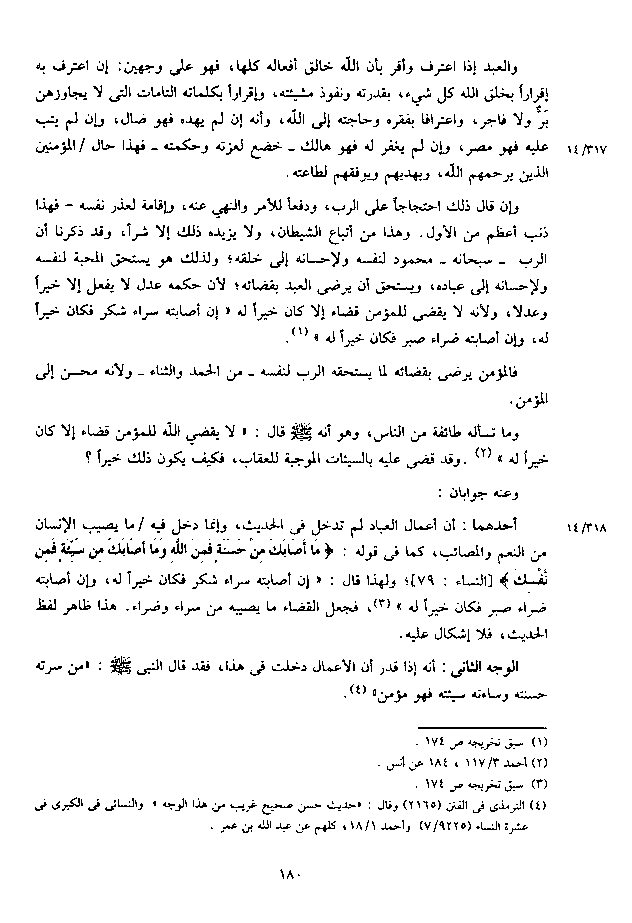 والعبد إذا اعترف وأقر بأن الله خالق أفعاله كلها، فهو على وجهين: إن اعترف به
إقراراً بخلق الله كل شيء، بقدرته ونفوذ مشيئته، وإقراراً بكلماته التامات التى لا يجاوزهن
بَرٌّ ولا فاجر، واعترافا بفقره وحاجته إلى الله، وأنه إن لم يهده فهو ضال، وإن لم يتب
١٤/٣١٧ عليه فهو مصر، وإن لم يغفر له فهو هالك ـ خضع لعزته وحكمته ـ فهذا حال /المؤمنين
الذين يرحمهم الله، ويهديهم ويوفقهم لطاعته.
وإن قال ذلك احتجاجاً على الرب، ودفعاً للأمر والنهي عنه، وإقامة لعذر نفسه - فهذا
ذنب أعظم من الأول. وهذا من أتباع الشيطان، ولا يزيده ذلك إلا شراً، وقد ذكرنا أن
الرب ـ سبحانه ـ محمود لنفسه ولإحسانه إلى خلقه؛ ولذلك هو يستحق المحبة لنفسه
ولإحسانه إلى عباده، ويستحق أن يرضى العبد بقضائه؛ لأن حكمه عدل لا يفعل إلا خيراً
وعدلا، ولأنه لا يقضي للمؤمن قضاء إلا كان خيراً له « إن أصابته سراء شكر فكان خيراً
له، وإن أصابته ضراء صبر فكان خيراً له » (١).
فالمؤمن يرضى بقضائه لما يستحقه الرب لنفسه ـ من الحمد والثناء ـ ولأنه محسن إلى
المؤمن.
وما تسأله طائفة من الناس، وهو أنه ﷺ قال : « لا يقضي الله للمؤمن قضاء إلا كان
خيراً له » (٢) .وقد قضى عليه بالسيئات الموجبة للعقاب، فكيف يكون ذلك خيراً ؟
وعنه جوابان :
١٤/٣١٨ أحدهما : أن أعمال العباد لم تدخل فى الحديث، وإنما دخل فيه /ما يصيب الإنسان
من النعم والمصائب، كما فى قوله : ﴿ مَا أَصَابَكَ مِنْ حَسَنَةٍ فَمِنَ اللَّهِ وَمَا أَصَابَكَ مِن سَيِّئَةٍ فَمِن
نَّفْسِكَ ﴾ [النساء : ٧٩]؛ ولهذا قال : « إن أصابته سراء شكر فكان خيراً له، وإن أصابته
ضراء صبر فكان خيراً له » (٣)، فجعل القضاء ما يصيبه من سراء وضراء. هذا ظاهر لفظ
الحديث، فلا إشكال عليه.
الوجه الثانى : أنه إذا قدر أن الأعمال دخلت فى هذا، فقد قال النبى ﷺ : «من سرته
حسنته وساءته سيئته فهو مؤمن» (٤).
(١) سبق تخريجه ص ١٧٤ .
(٢) أحمد ١١٧/٣ ، ١٨٤ عن أنس .
(٣) سبق تخريجه ص ١٧٤ .
(٤) الترمذى فى الفتن (٢١٦٥) وقال : «حديث حسن صحيح غريب من هذا الوجه » والنسائى فى الكبرى فى
عشرة النساء (٧/٩٢٢٥) وأحمد ١٨/١، كلهم عن عبد الله بن عمر .
١٨٠